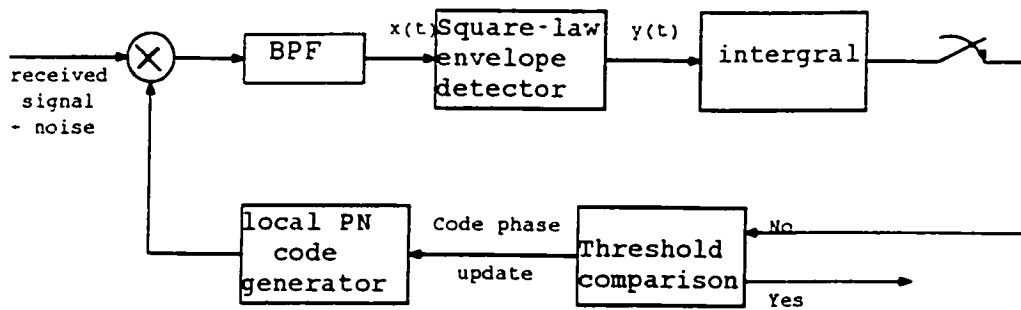 received
signal
+ noise
BPF
x(t)
Square-law
envelope
detector
y(t)
intergral
local PN
code
generator
Code phase
update
Threshold
comparison
No
Yes